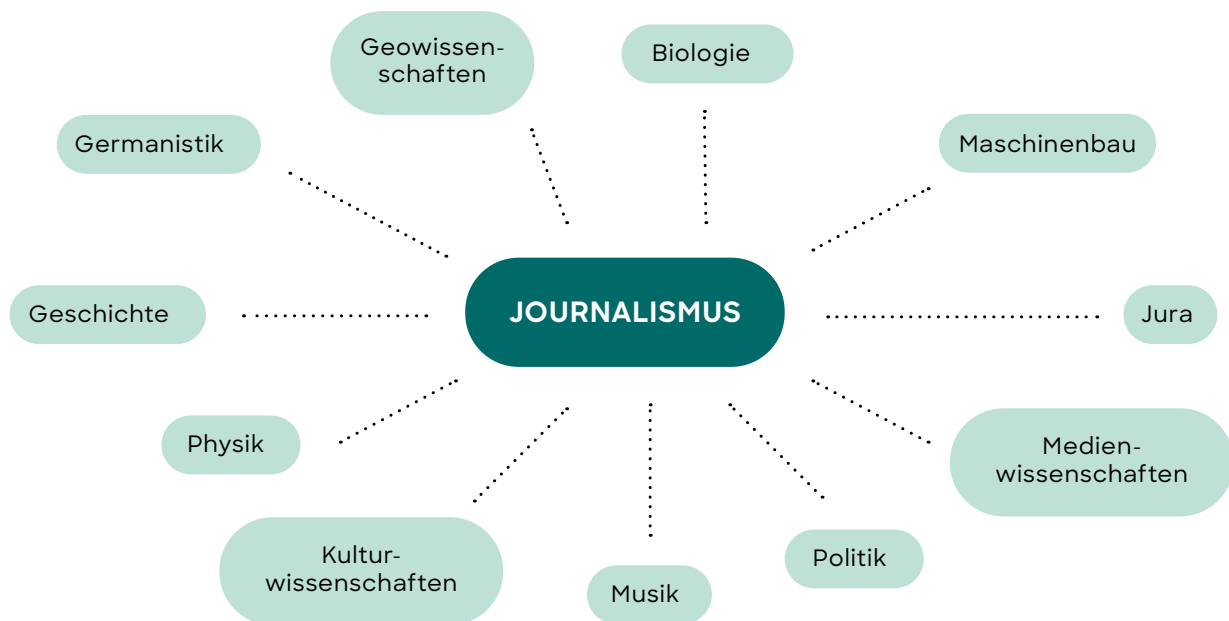 Geowissen-
schaften
Biologie
Germanistik
Maschinenbau
JOURNALISMUS
Geschichte
Jura
Physik
Medien-
wissenschaften
Kultur-
wissenschaften
Politik
Musik